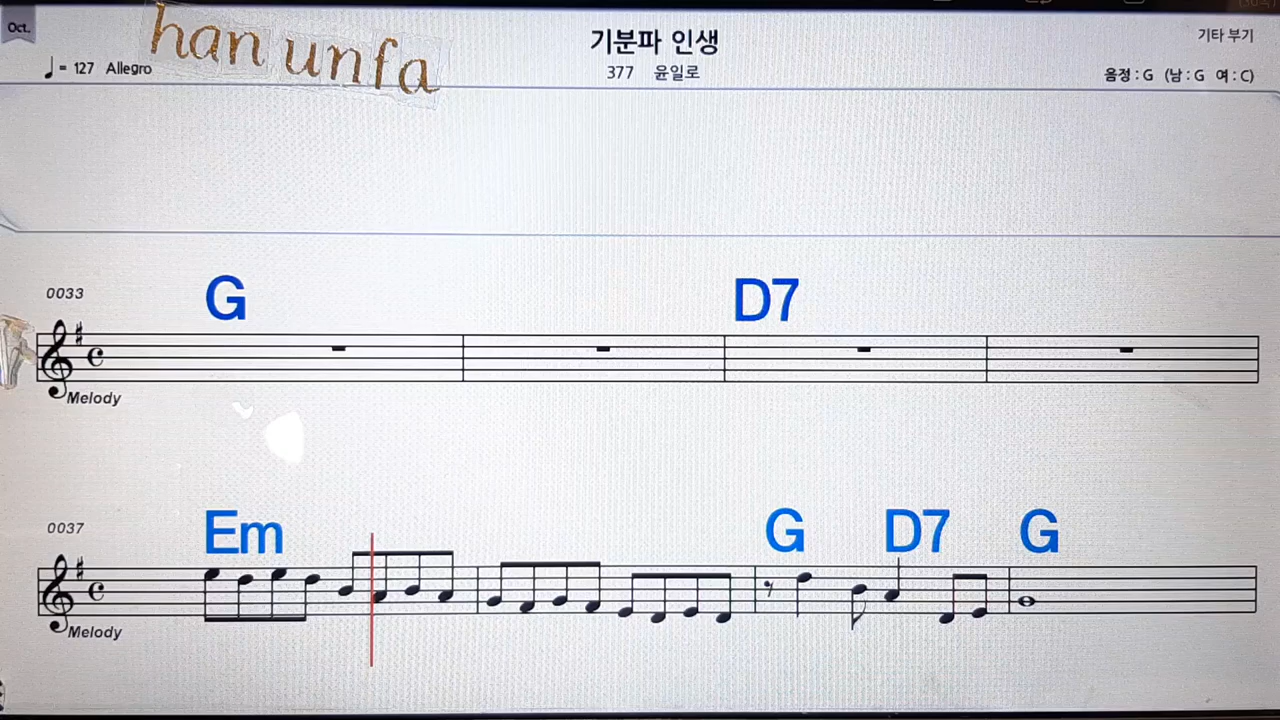 Oct.
han unfa
기분파 인생
기타 부기
= 127 Allegro
377 윤일로
음정 : G (남 : G 여 : C)
0033
G D7
Melody
0037
Em G D7 G
Melody